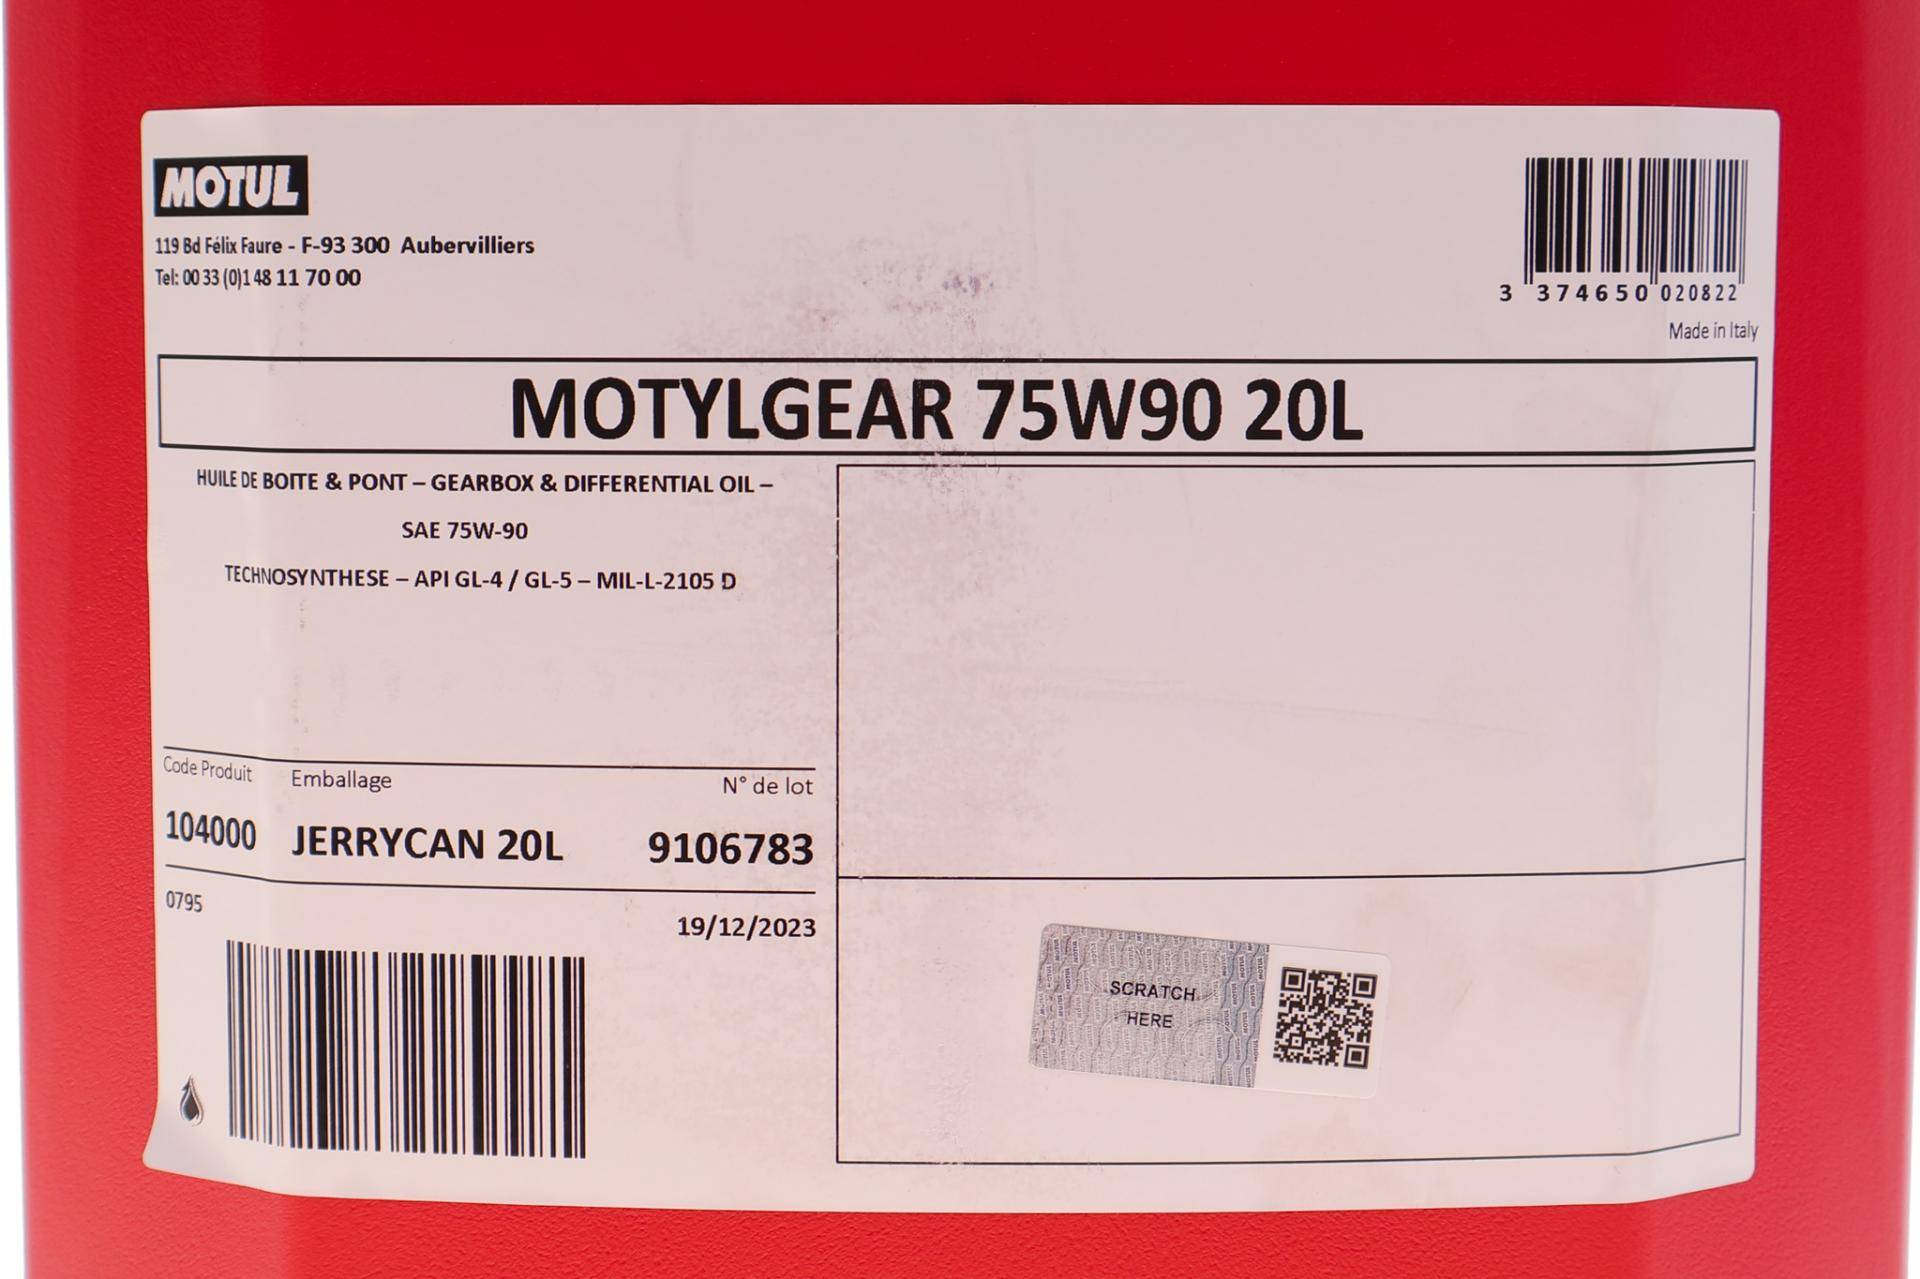 MOTUL
119 Bd Félix Faure - F-93 300 Aubervilliers
Tel: 00 33 (0)1 48 11 70 00
3 374650 020822
Made in Italy
MOTYLGEAR 75W90 20L
HUILE DE BOITE & PONT – GEARBOX & DIFFERENTIAL OIL –
SAE 75W-90
TECHNOSYNTHESE – API GL-4 / GL-5 – MIL-L-2105 D
Code Produit Emballage N° de lot
104000 JERRYCAN 20L 9106783
0795
19/12/2023
SCRATCH
HERE